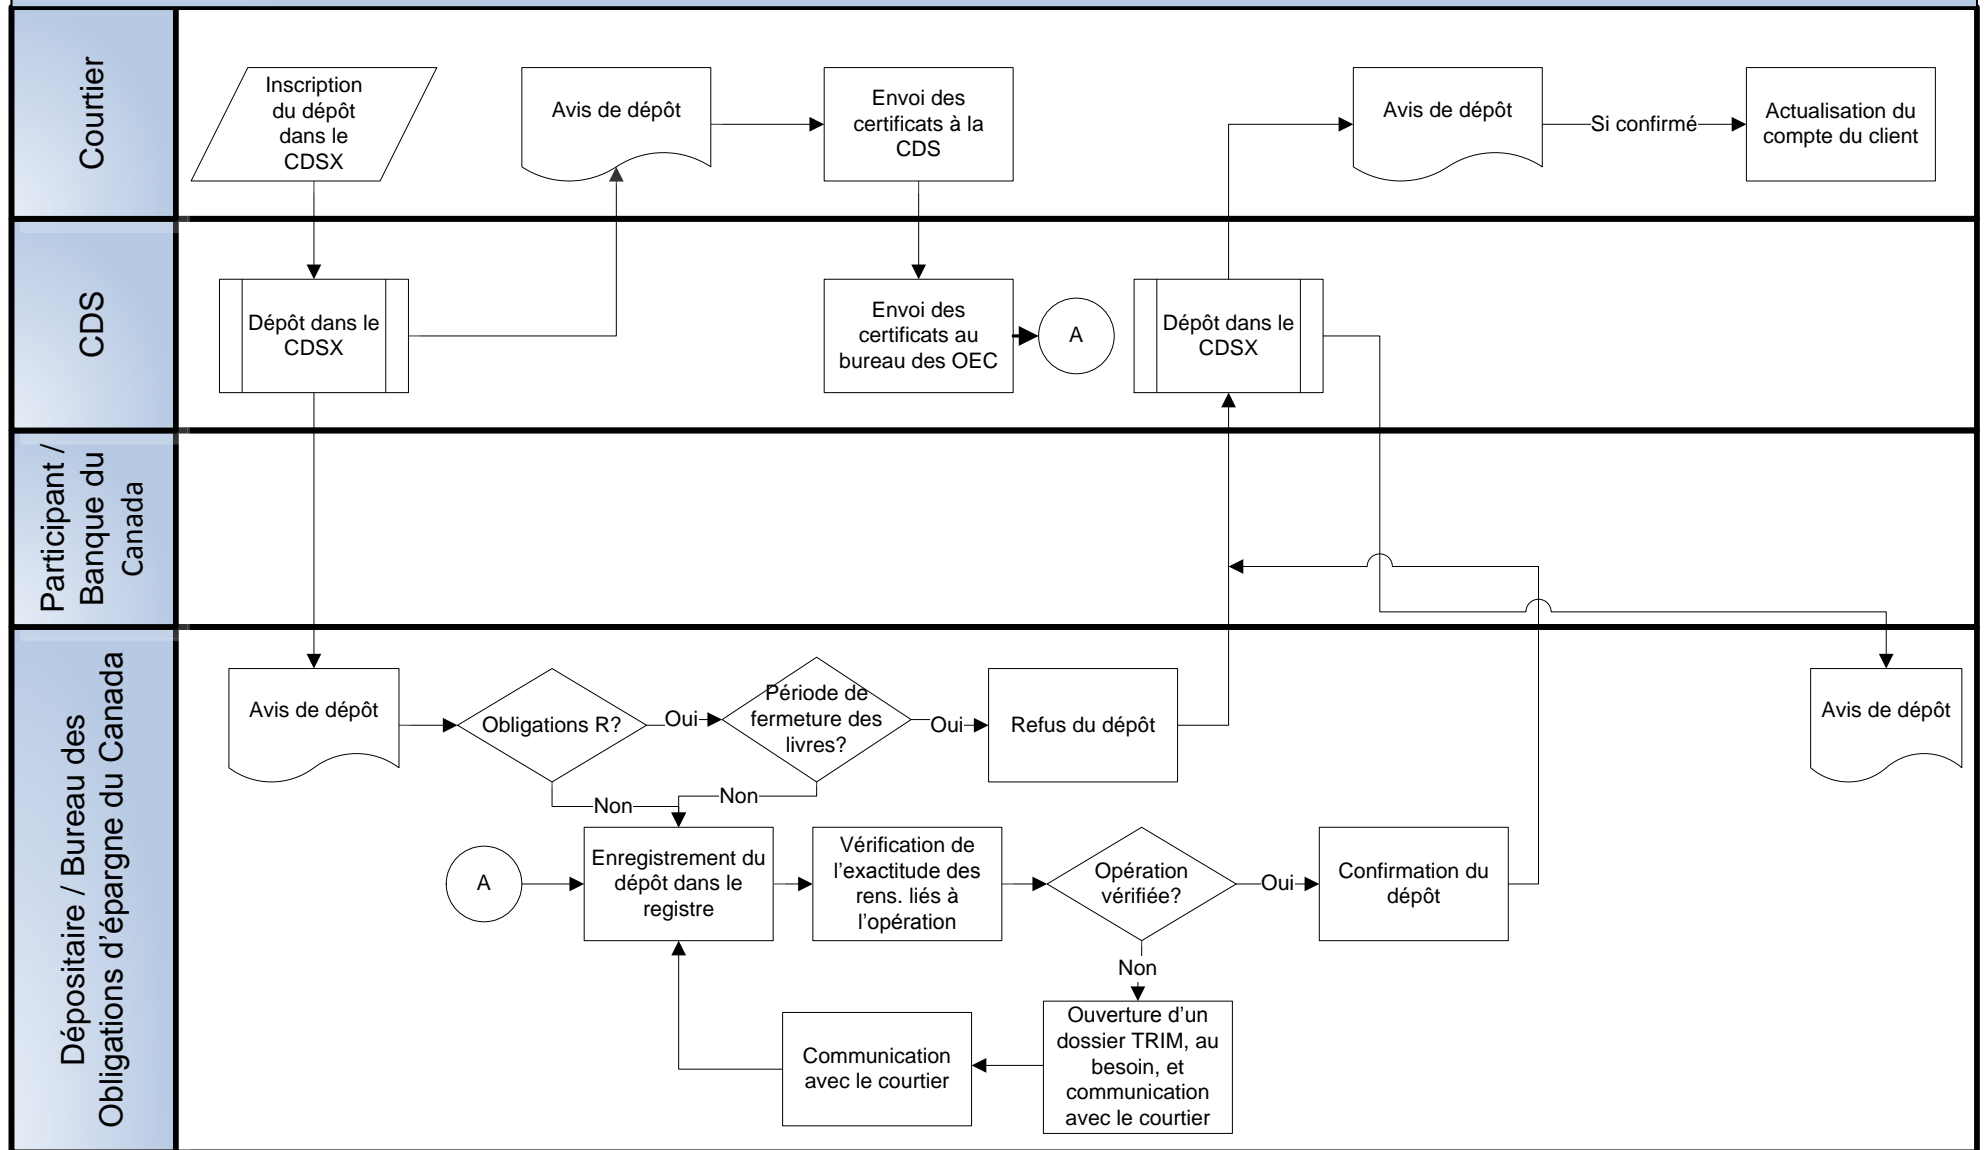 Courtier
Inscription
du dépôt
dans le
CDSX
Avis de dépôt
Envoi des
certificats à la
CDS
Avis de dépôt
Si confirmé
Actualisation du
compte du client
CDS
Dépôt dans le
CDSX
Envoi des
certificats au
bureau des OEC
A
Dépôt dans le
CDSX
Participant /
Banque du
Canada
Dépositaire / Bureau des
Obligations d'épargne du Canada
Avis de dépôt
Obligations R?
Oui
Période de
fermeture des
livres?
Oui
Refus du dépôt
Avis de dépôt
Non
Non
A
Enregistrement du
dépôt dans le
registre
Vérification de
l’exactitude des
rens. liés à
l’opération
Opération
vérifiée?
Oui
Confirmation du
dépôt
Non
Ouverture d’un
dossier TRIM, au
besoin, et
communication
avec le courtier
Communication
avec le courtier